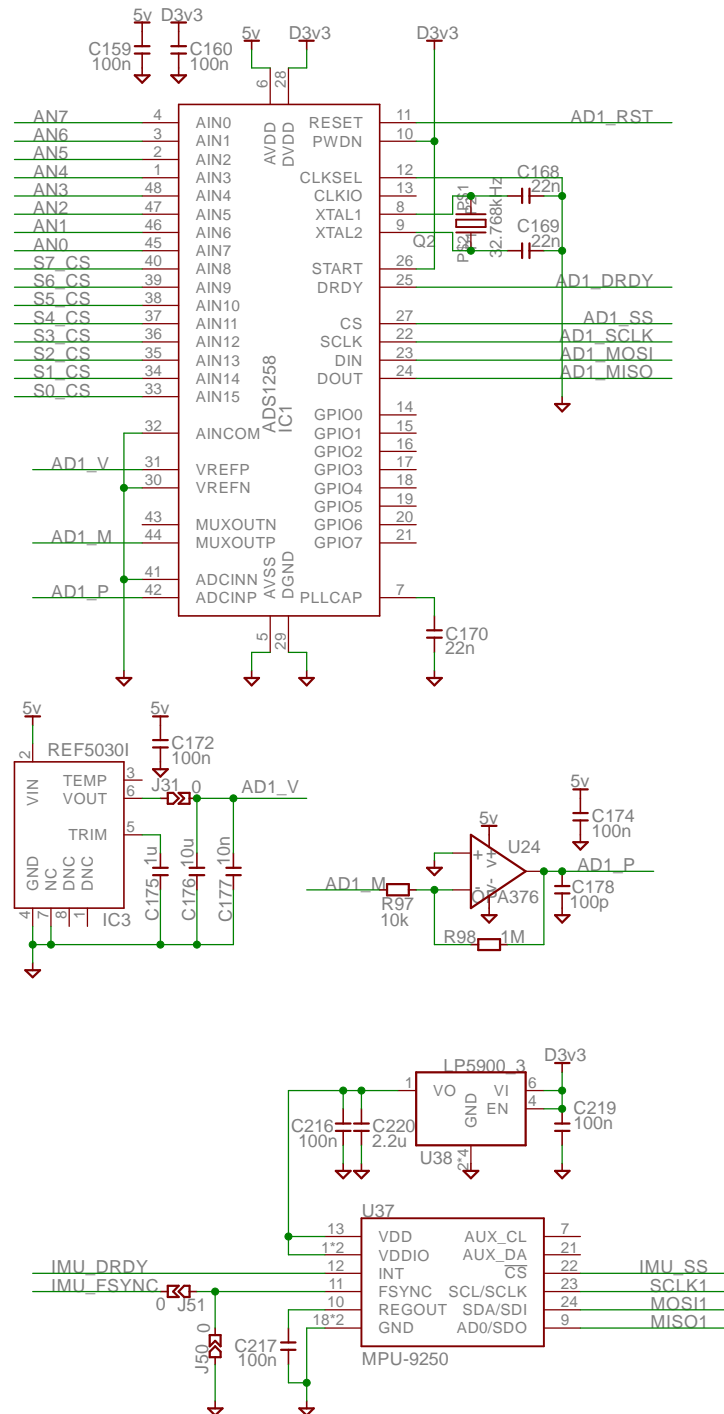 5v D3v3
C159
100n
C160
100n
5v D3v3
D3v3
6
28
AVDD
DVDD
AN7 4 AIN0
AN6 3 AIN1
AN5 2 AIN2
AN4 1 AIN3
AN3 48 AIN4
AN2 47 AIN5
AN1 46 AIN6
AN0 45 AIN7
S7_CS 40 AIN8
S6_CS 39 AIN9
S5_CS 38 AIN10
S4_CS 37 AIN11
S3_CS 36 AIN12
S2_CS 35 AIN13
S1_CS 34 AIN14
S0_CS 33 AIN15
32 AINCOM
AD1_V 31 VREFP
30 VREFN
43 MUXOUTN
AD1_M 44 MUXOUTP
41 ADCINN
AD1_P 42 ADCINP
ADS1258
IC1
AVSS
DGND
5
29
RESET 11 AD1_RST
PWDN 10
CLKSEL 12
CLKIO 13
XTAL1 8
XTAL2 9
START 26
DRDY 25 AD1_DRDY
CS 27 AD1_SS
SCLK 22 AD1_SCLK
DIN 23 AD1_MOSI
DOUT 24 AD1_MISO
GPIO0 14
GPIO1 15
GPIO2 16
GPIO3 17
GPIO4 18
GPIO5 19
GPIO6 20
GPIO7 21
PLLCAP 7
PS1
PS2
Q2
32.768kHz
C168
22n
C169
22n
C170
22n
5v
5v
C172
100n
REF5030I
2
VIN
TEMP 3
VOUT 6
TRIM 5
GND
NC
DNC
DNC
4
7
8
1
IC3
J31 0
AD1_V
C175 1u
C176 10u
C177 10n
5v
C174
100n
5v
U24
V+
V-
OPA376
AD1_M
R97
10k
R98 1M
AD1_P
C178
100p
LP5900_3
D3v3
1 VO VI 6
EN 4
GND
U38
2*4
C216
100n
C220
2.2u
C219
100n
U37
13 VDD AUX_CL 7
1*2 VDDIO AUX_DA 21
IMU_DRDY 12 INT CS 22 IMU_SS
IMU_FSYNC 11 FSYNC SCL/SCLK 23 SCLK1
10 REGOUT SDA/SDI 24 MOSI1
18*2 GND AD0/SDO 9 MISO1
0 J51
J50 0
C217
100n
MPU-9250